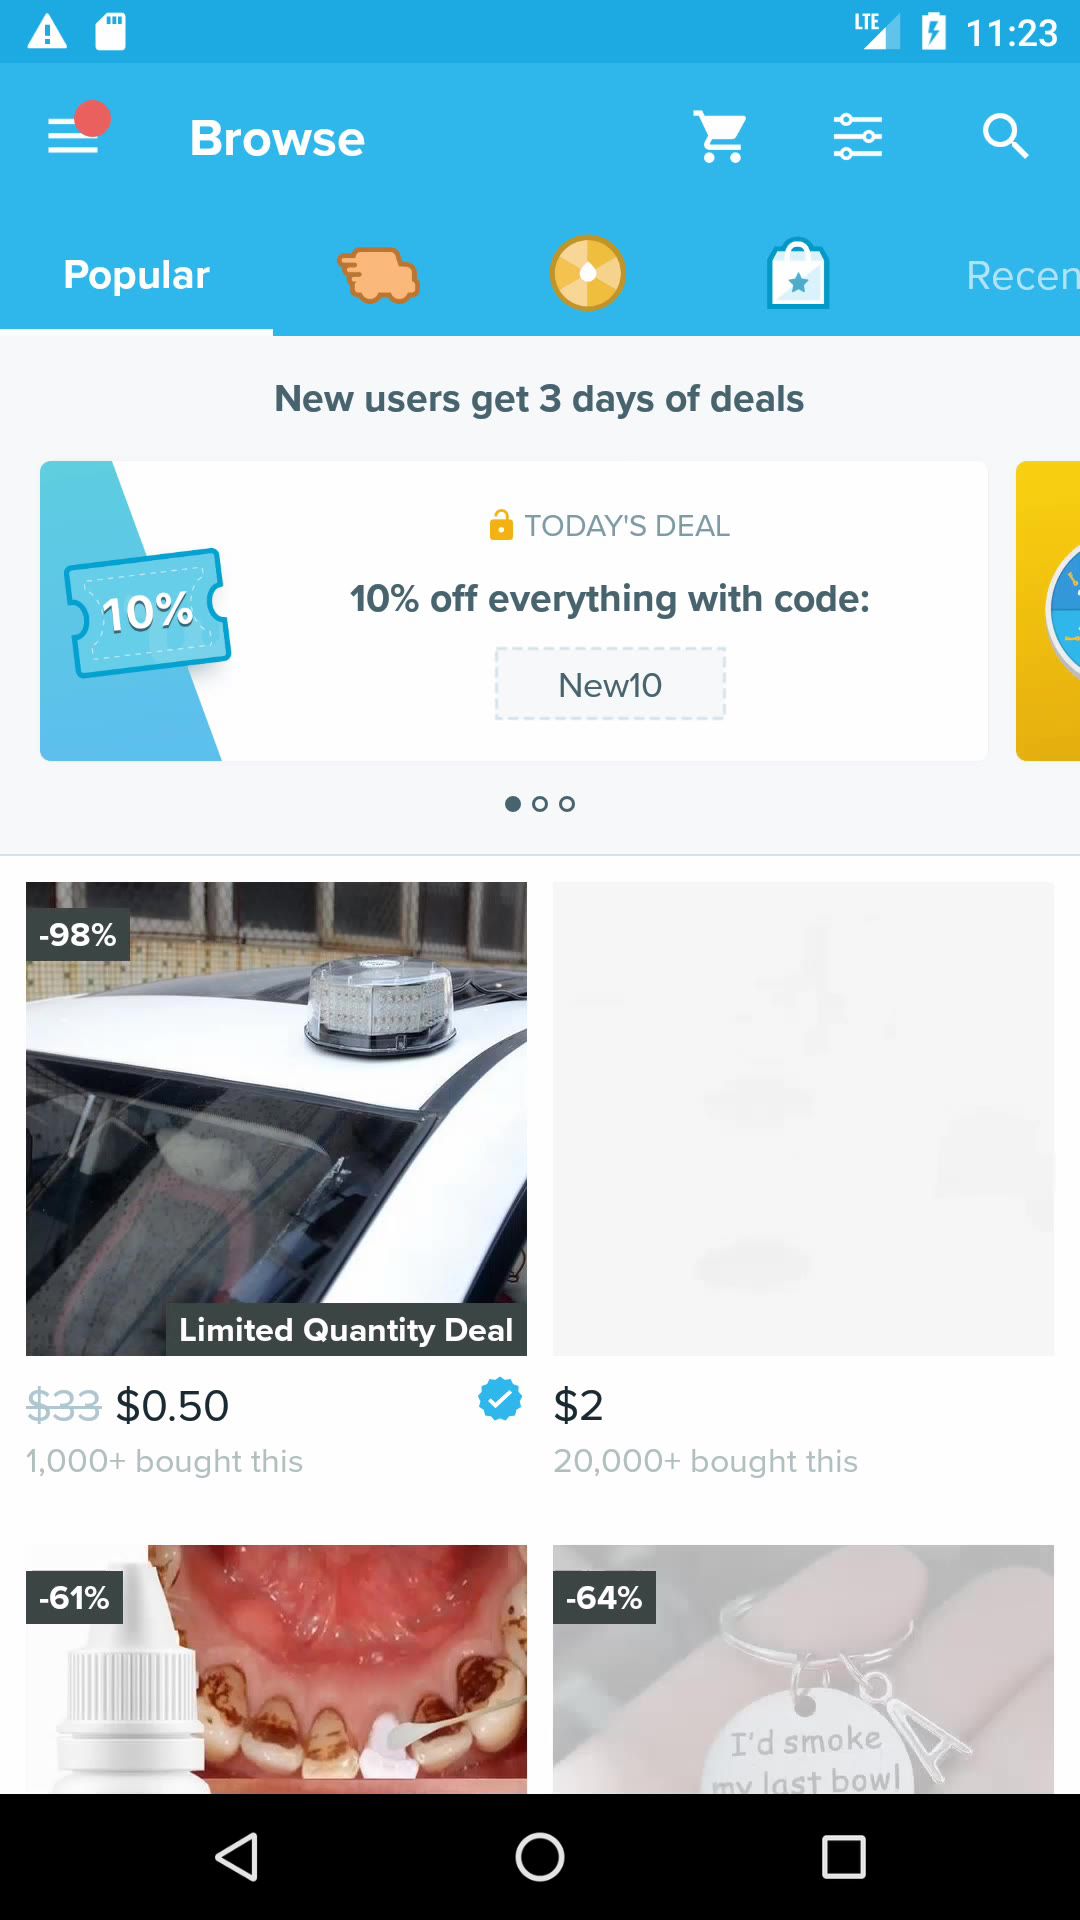 LTE 11:23
Browse
Popular
Recen
New users get 3 days of deals
TODAY'S DEAL
10%
10% off everything with code:
New10
-98%
Limited Quantity Deal
$33 $0.50
1,000+ bought this
$2
20,000+ bought this
-61%
-64%
I'd smoke
my last bowl
A